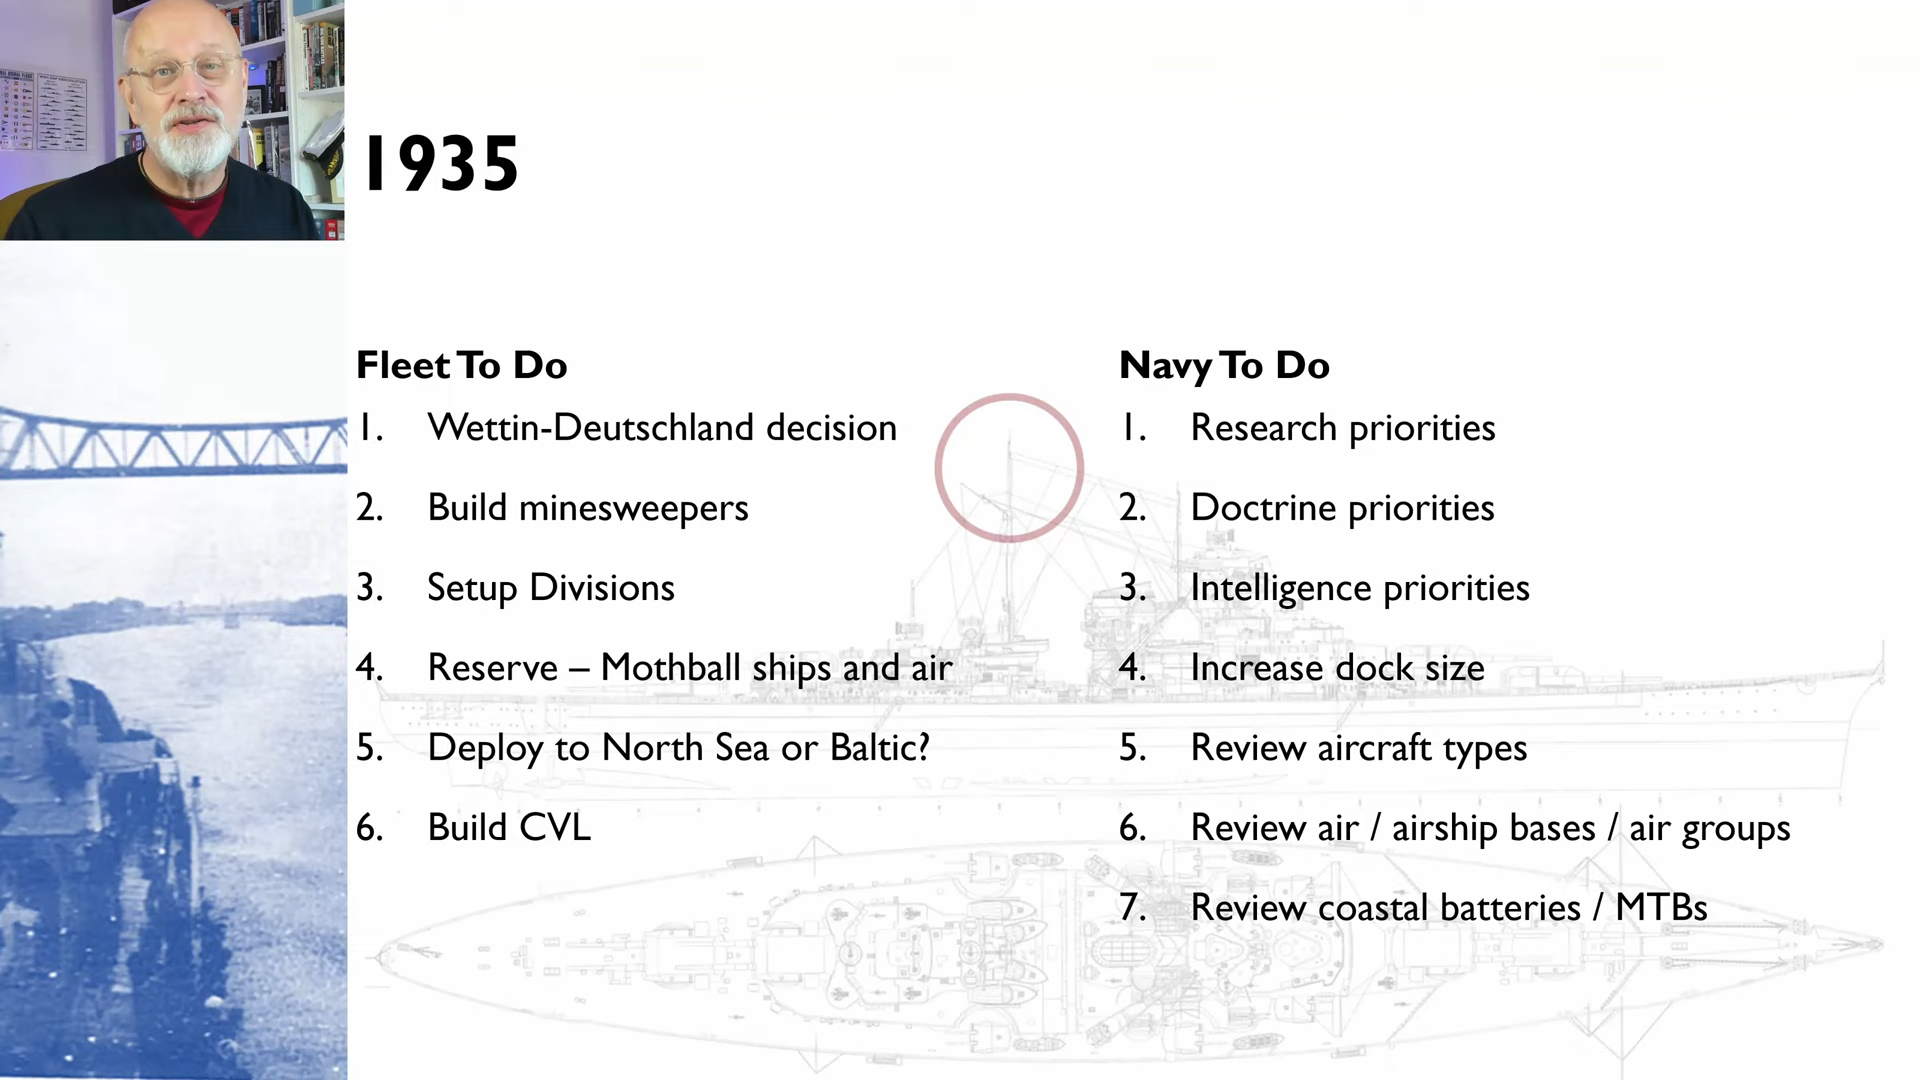 1935
Fleet To Do
1. Wettin-Deutschland decision
2. Build minesweepers
3. Setup Divisions
4. Reserve – Mothball ships and air
5. Deploy to North Sea or Baltic?
6. Build CVL
Navy To Do
1. Research priorities
2. Doctrine priorities
3. Intelligence priorities
4. Increase dock size
5. Review aircraft types
6. Review air / airship bases / air groups
7. Review coastal batteries / MTBs